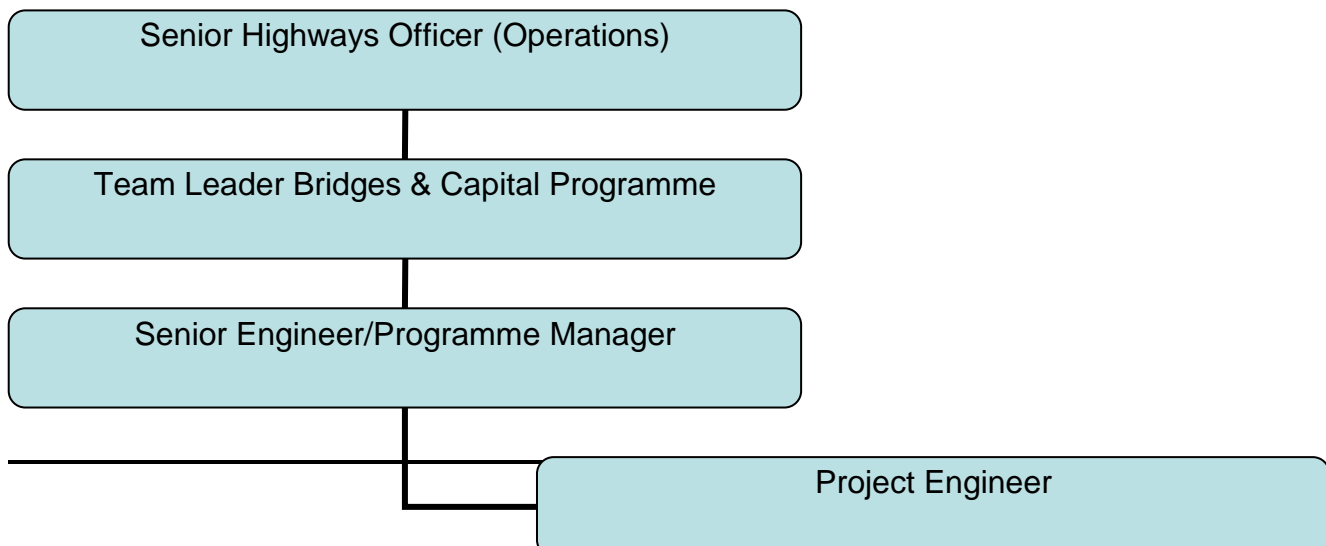 Senior Highways Officer (Operations)
Team Leader Bridges & Capital Programme
Senior Engineer/Programme Manager
Project Engineer